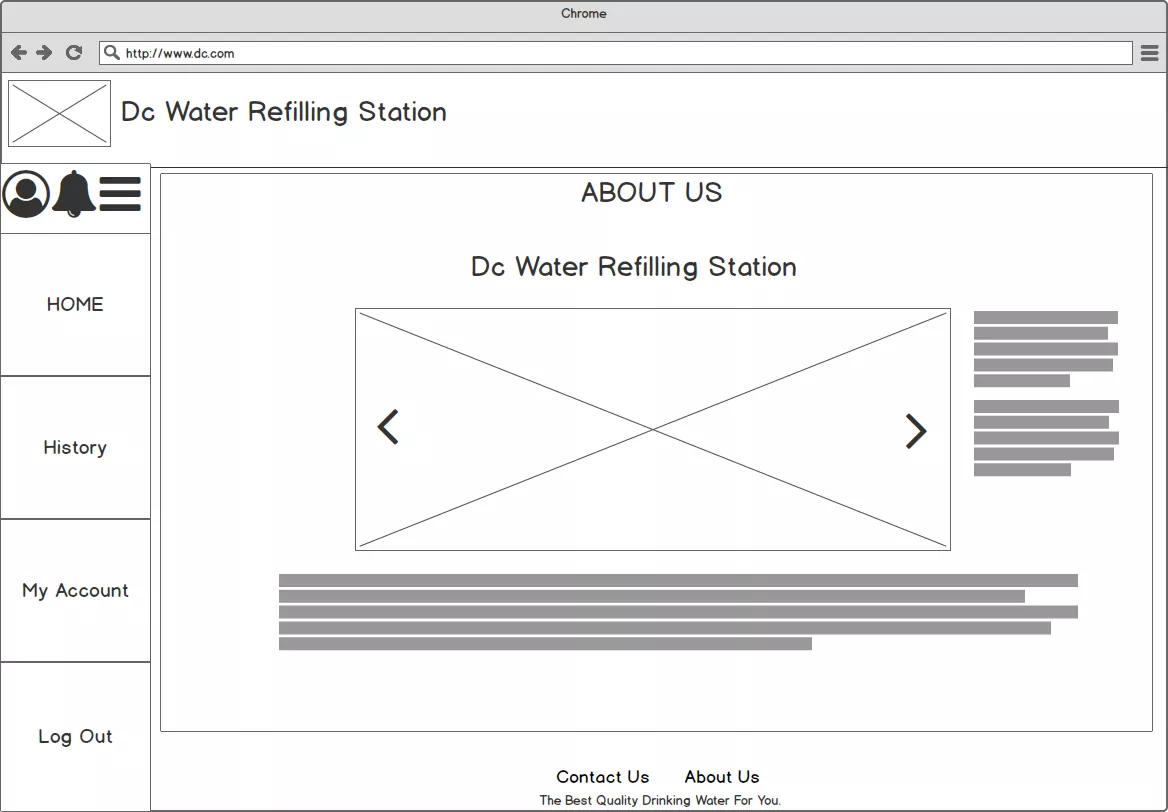 Chrome
http://www.dc.com
Dc Water Refilling Station
ABOUT US
Dc Water Refilling Station
HOME
History
My Account
Log Out
Contact Us About Us
The Best Quality Drinking Water For You.